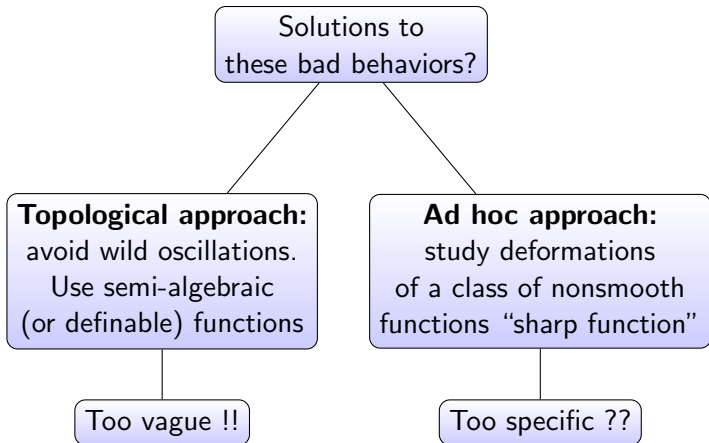 Solutions to
these bad behaviors?
Topological approach:
avoid wild oscillations.
Use semi-algebraic
(or definable) functions
Ad hoc approach:
study deformations
of a class of nonsmooth
functions “sharp function”
Too vague !!
Too specific ??